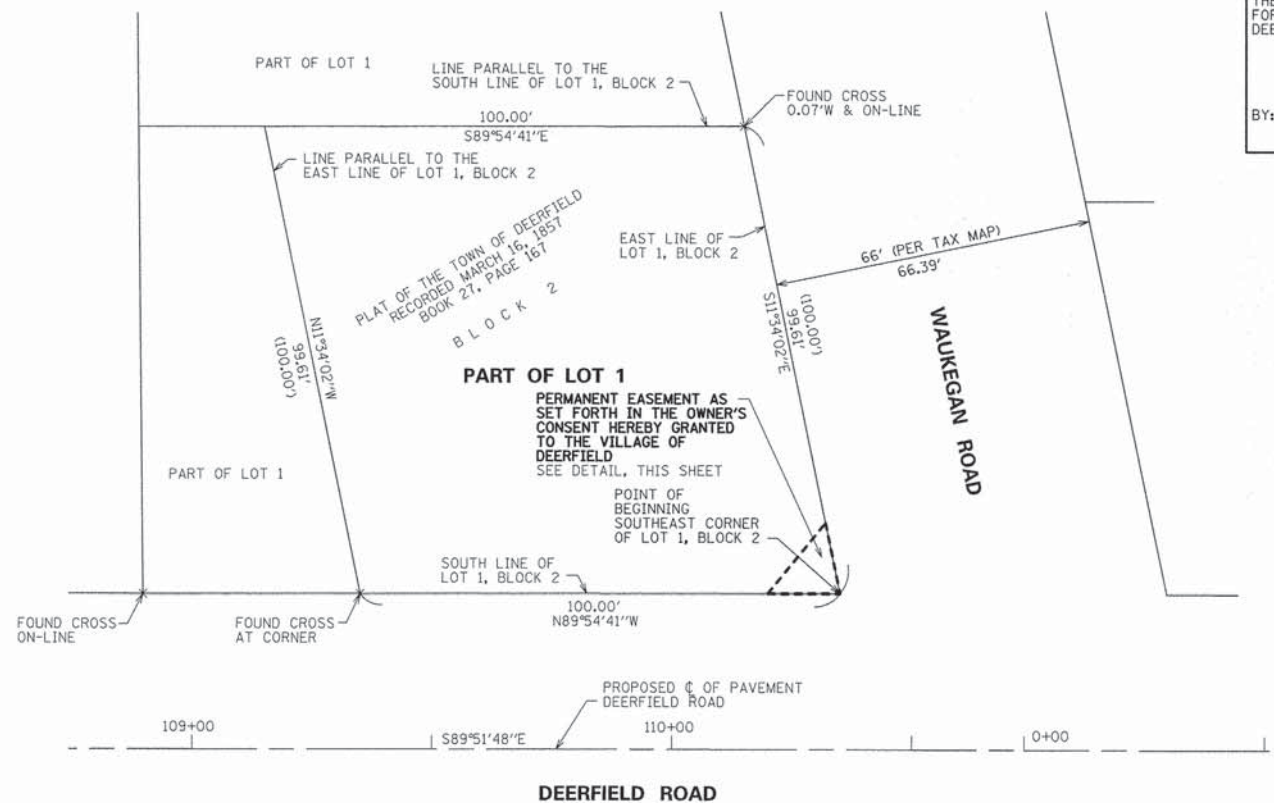 THE
FOR
DEE
BY:
PART OF LOT 1
LINE PARALLEL TO THE
SOUTH LINE OF LOT 1, BLOCK 2
FOUND CROSS
0.07'W & ON-LINE
100.00'
S89°54'41"E
LINE PARALLEL TO THE
EAST LINE OF LOT 1, BLOCK 2
PLAT OF THE TOWN OF DEERFIELD
RECORDED MARCH 16, 1857
BOOK 27, PAGE 167
BLOCK 2
EAST LINE OF
LOT 1, BLOCK 2
66' (PER TAX MAP)
66.39'
N11°34'02"W
99.61'
(100.00')
(100.00')
99.61'
S11°34'02"E
WAUKEGAN ROAD
PART OF LOT 1
PERMANENT EASEMENT AS
SET FORTH IN THE OWNER'S
CONSENT HEREBY GRANTED
TO THE VILLAGE OF
DEERFIELD
SEE DETAIL, THIS SHEET
PART OF LOT 1
POINT OF
BEGINNING
SOUTHEAST CORNER
OF LOT 1, BLOCK 2
SOUTH LINE OF
LOT 1, BLOCK 2
100.00'
N89°54'41"W
FOUND CROSS
ON-LINE
FOUND CROSS
AT CORNER
PROPOSED ℄ OF PAVEMENT
DEERFIELD ROAD
109+00
110+00
0+00
S89°51'48"E
DEERFIELD ROAD